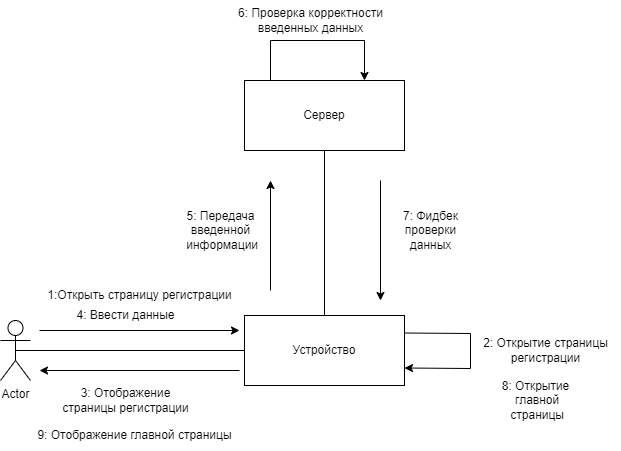 6: Проверка корректности
введенных данных
Сервер
5: Передача
введенной
информации
7: Фидбек
проверки
данных
1:Открыть страницу регистрации
4: Ввести данные
Устройство
2: Открытие страницы
регистрации
8: Открытие
главной
страницы
Actor
3: Отображение
страницы регистрации
9: Отображение главной страницы